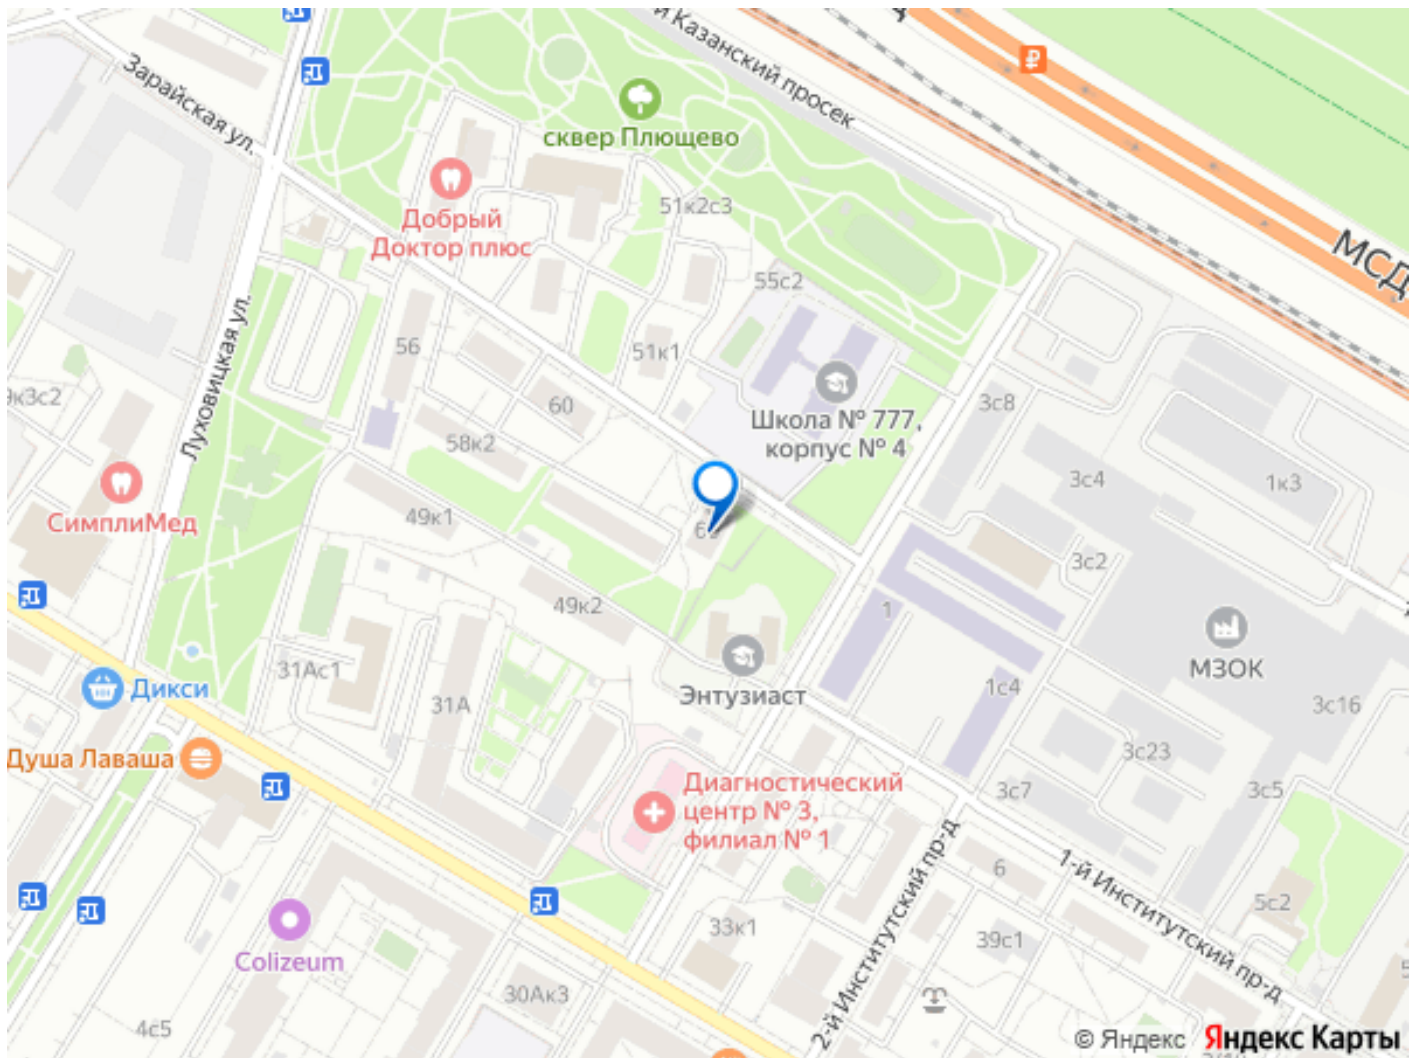 й Казанский просек
Зарайская ул.
сквер Плющево
51к2с3
Добрый
Доктор плюс
МСД
55с2
Луховицкая ул.
56
51к1
9к3с2
60
3с8
Школа № 777,
корпус № 4
58к2
3с4
1к3
49к1
СимплиМед
3с2
49к2
1
МЗОК
31Ас1
Дикси
Энтузиаст
1с4
31А
3с16
Душа Лаваша
3с23
Диагностический
центр № 3,
филиал № 1
3с7
3с5
6
1-й Институтский пр-д
5с2
2-й Институтский пр-д
33к1
39с1
Colizeum
30Ак3
4с5
© Яндекс Яндекс Карты